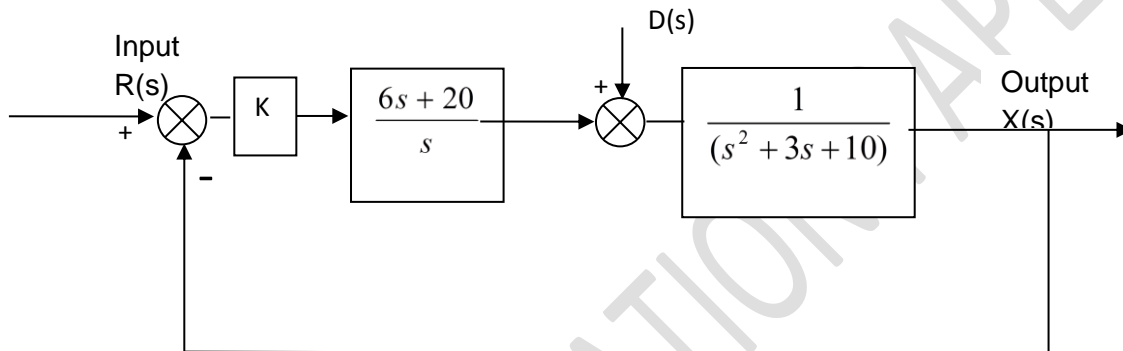 D(s)
Input
R(s)
+
-
K
6s + 20
s
+
1
(s² + 3s + 10)
Output
X(s)